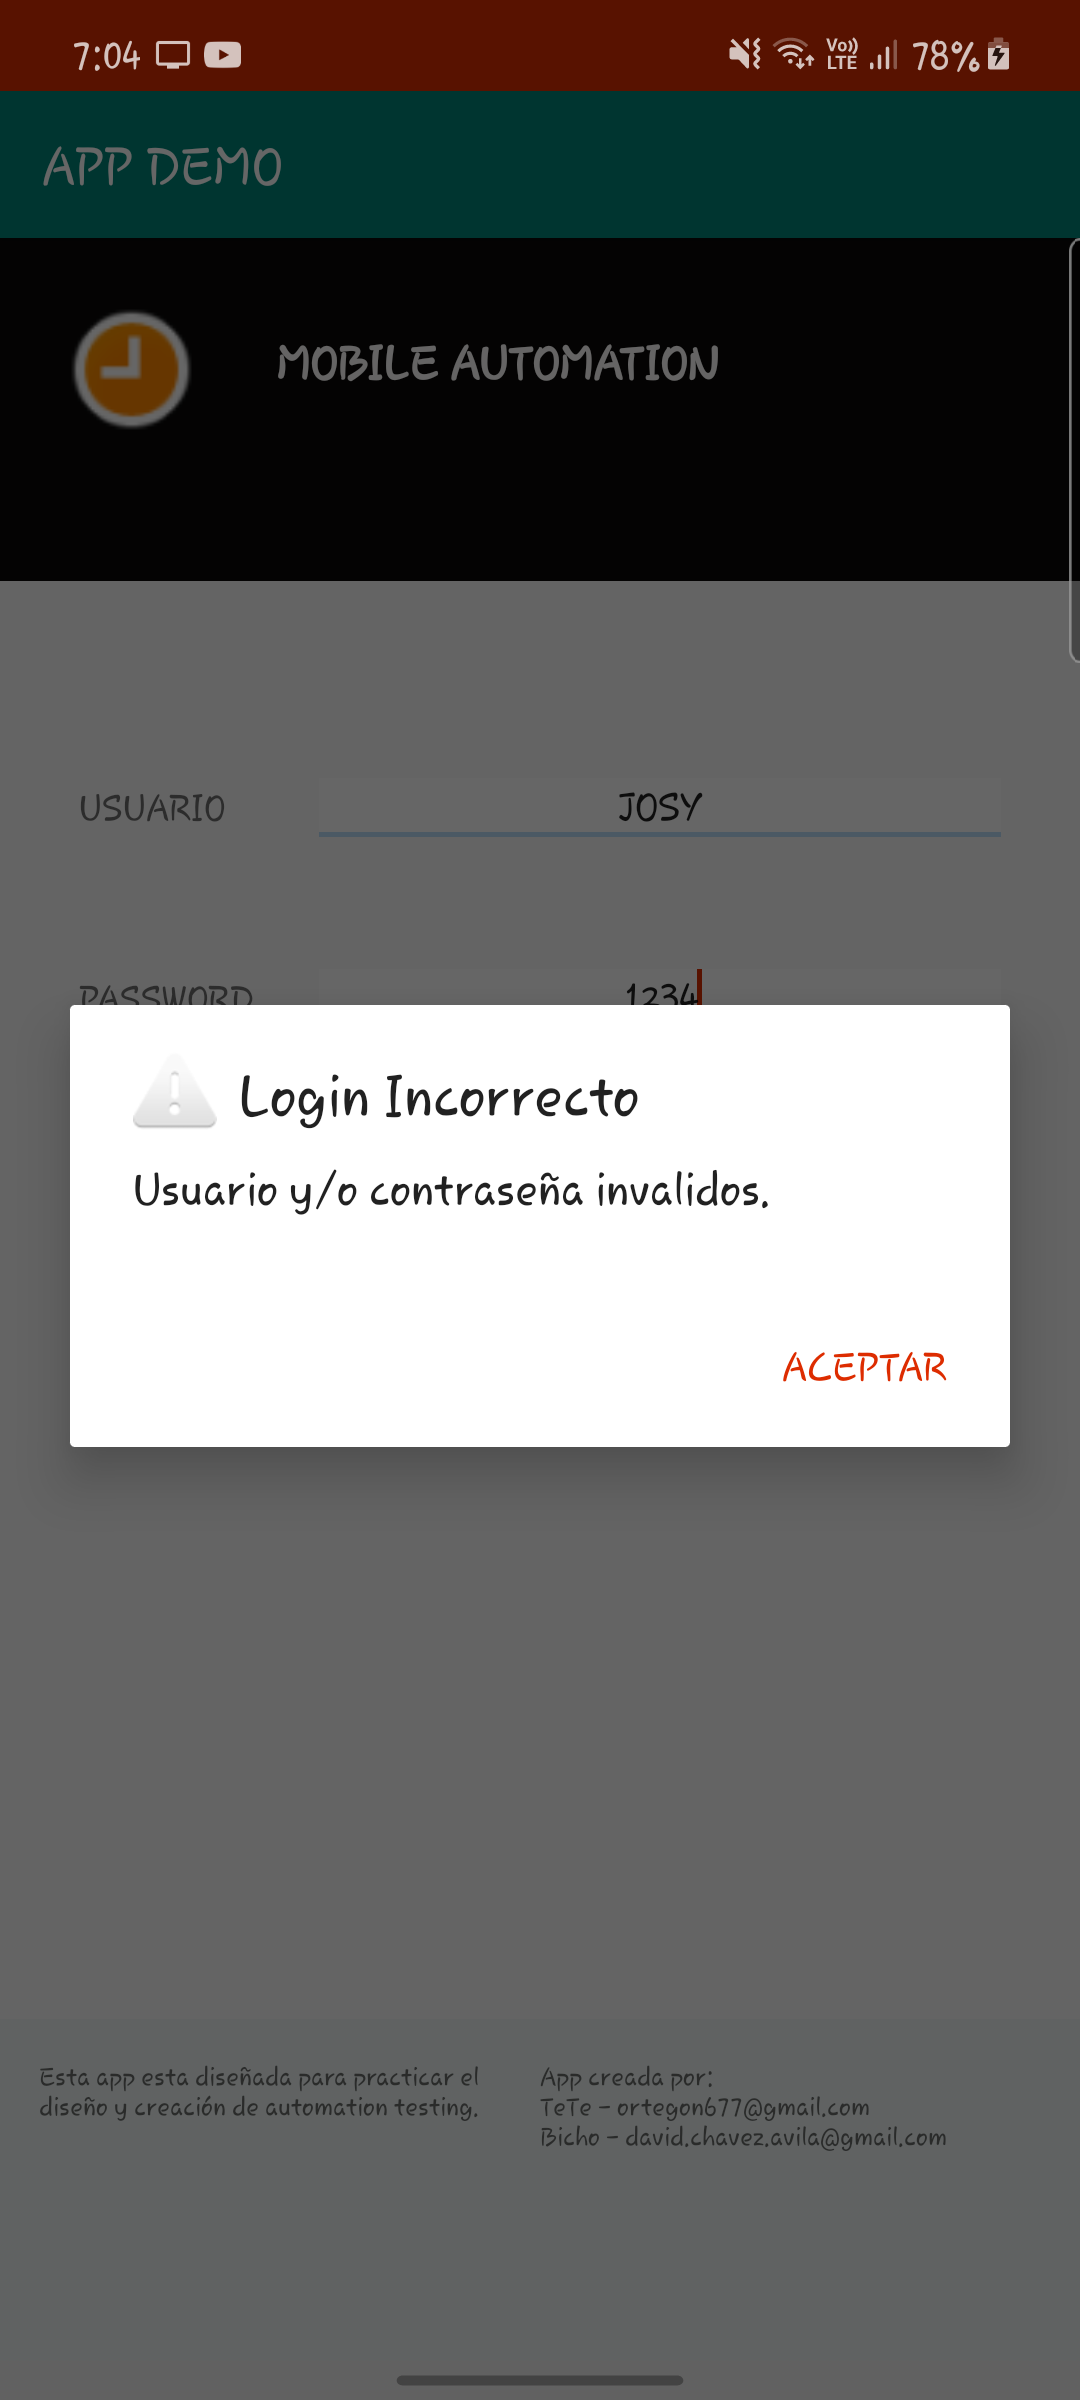 7:04 Vo)) LTE 78%
APP DEMO
MOBILE AUTOMATION
USUARIO JOSY
PASSWORD 1234
Login Incorrecto
Usuario y/o contraseña invalidos.
ACEPTAR
Esta app esta diseñada para practicar el
diseño y creación de automation testing.
App creada por:
TeTe - ortegon677@gmail.com
Bicho - david.chavez.avila@gmail.com